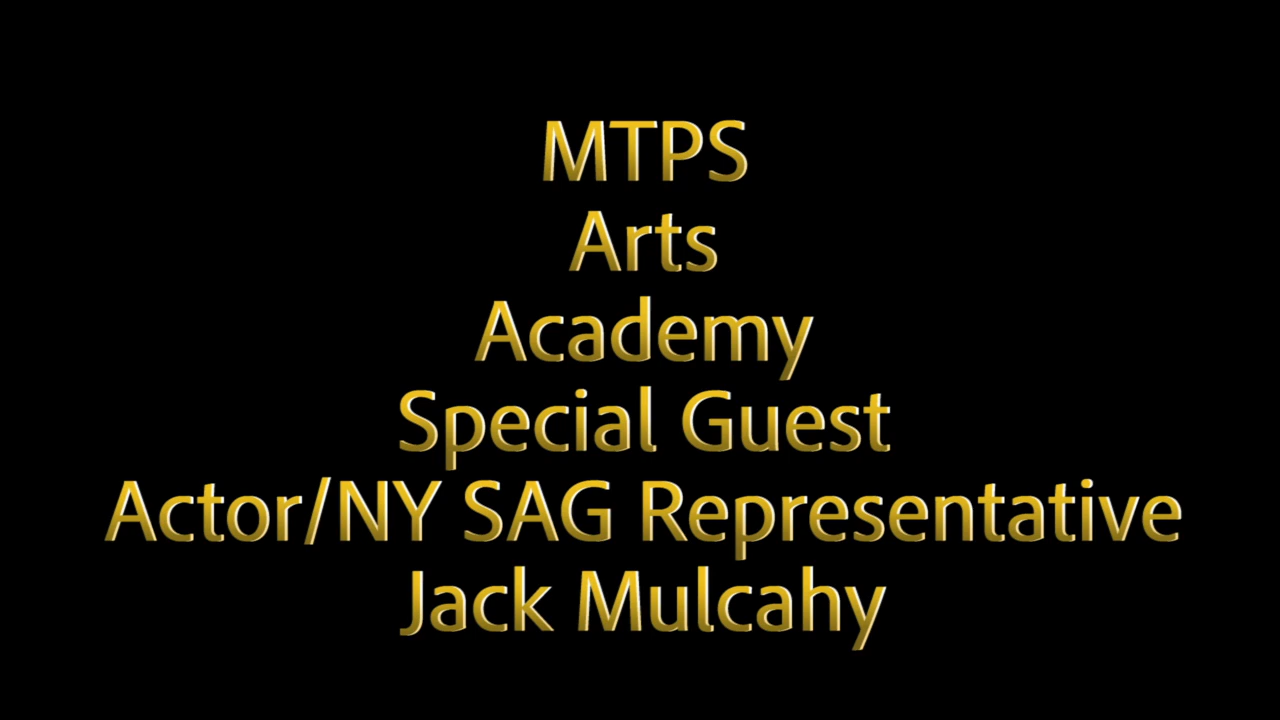 MTPS
Arts
Academy
Special Guest
Actor/NY SAG Representative
Jack Mulcahy